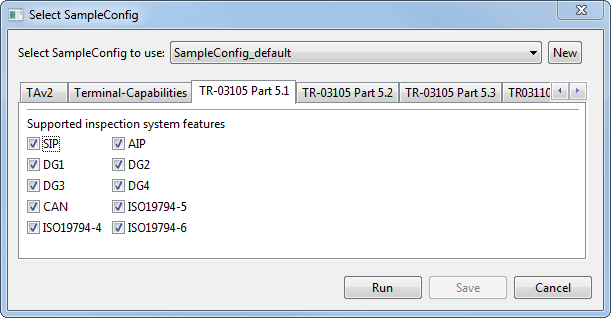 Select SampleConfig
Select SampleConfig to use: SampleConfig_default New
TAv2 Terminal-Capabilities TR-03105 Part 5.1 TR-03105 Part 5.2 TR-03105 Part 5.3 TR03110
Supported inspection system features
SIP AIP
DG1 DG2
DG3 DG4
CAN ISO19794-5
ISO19794-4 ISO19794-6
Run Save Cancel